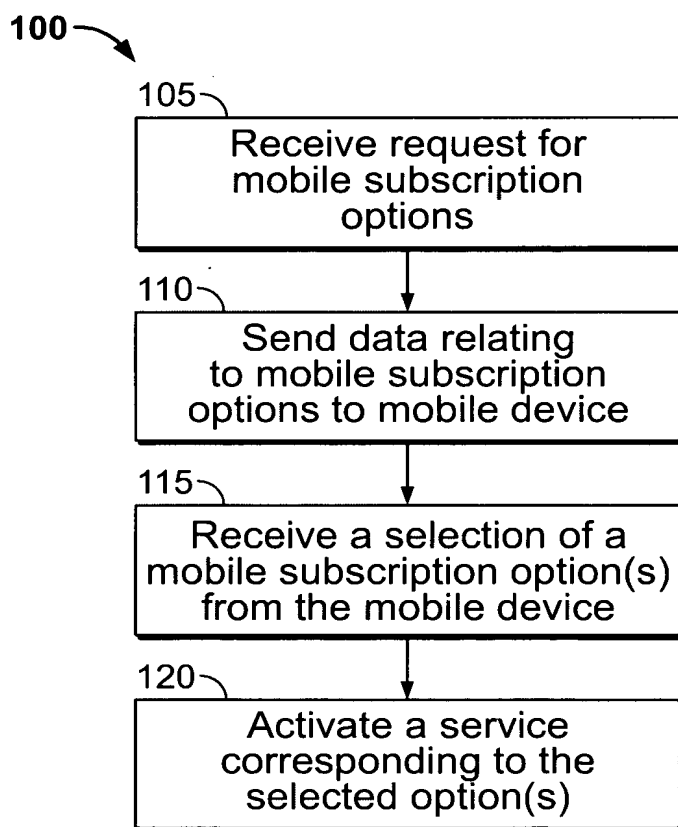 100
105
Receive request for
mobile subscription
options
110
Send data relating
to mobile subscription
options to mobile device
115
Receive a selection of a
mobile subscription option(s)
from the mobile device
120
Activate a service
corresponding to the
selected option(s)